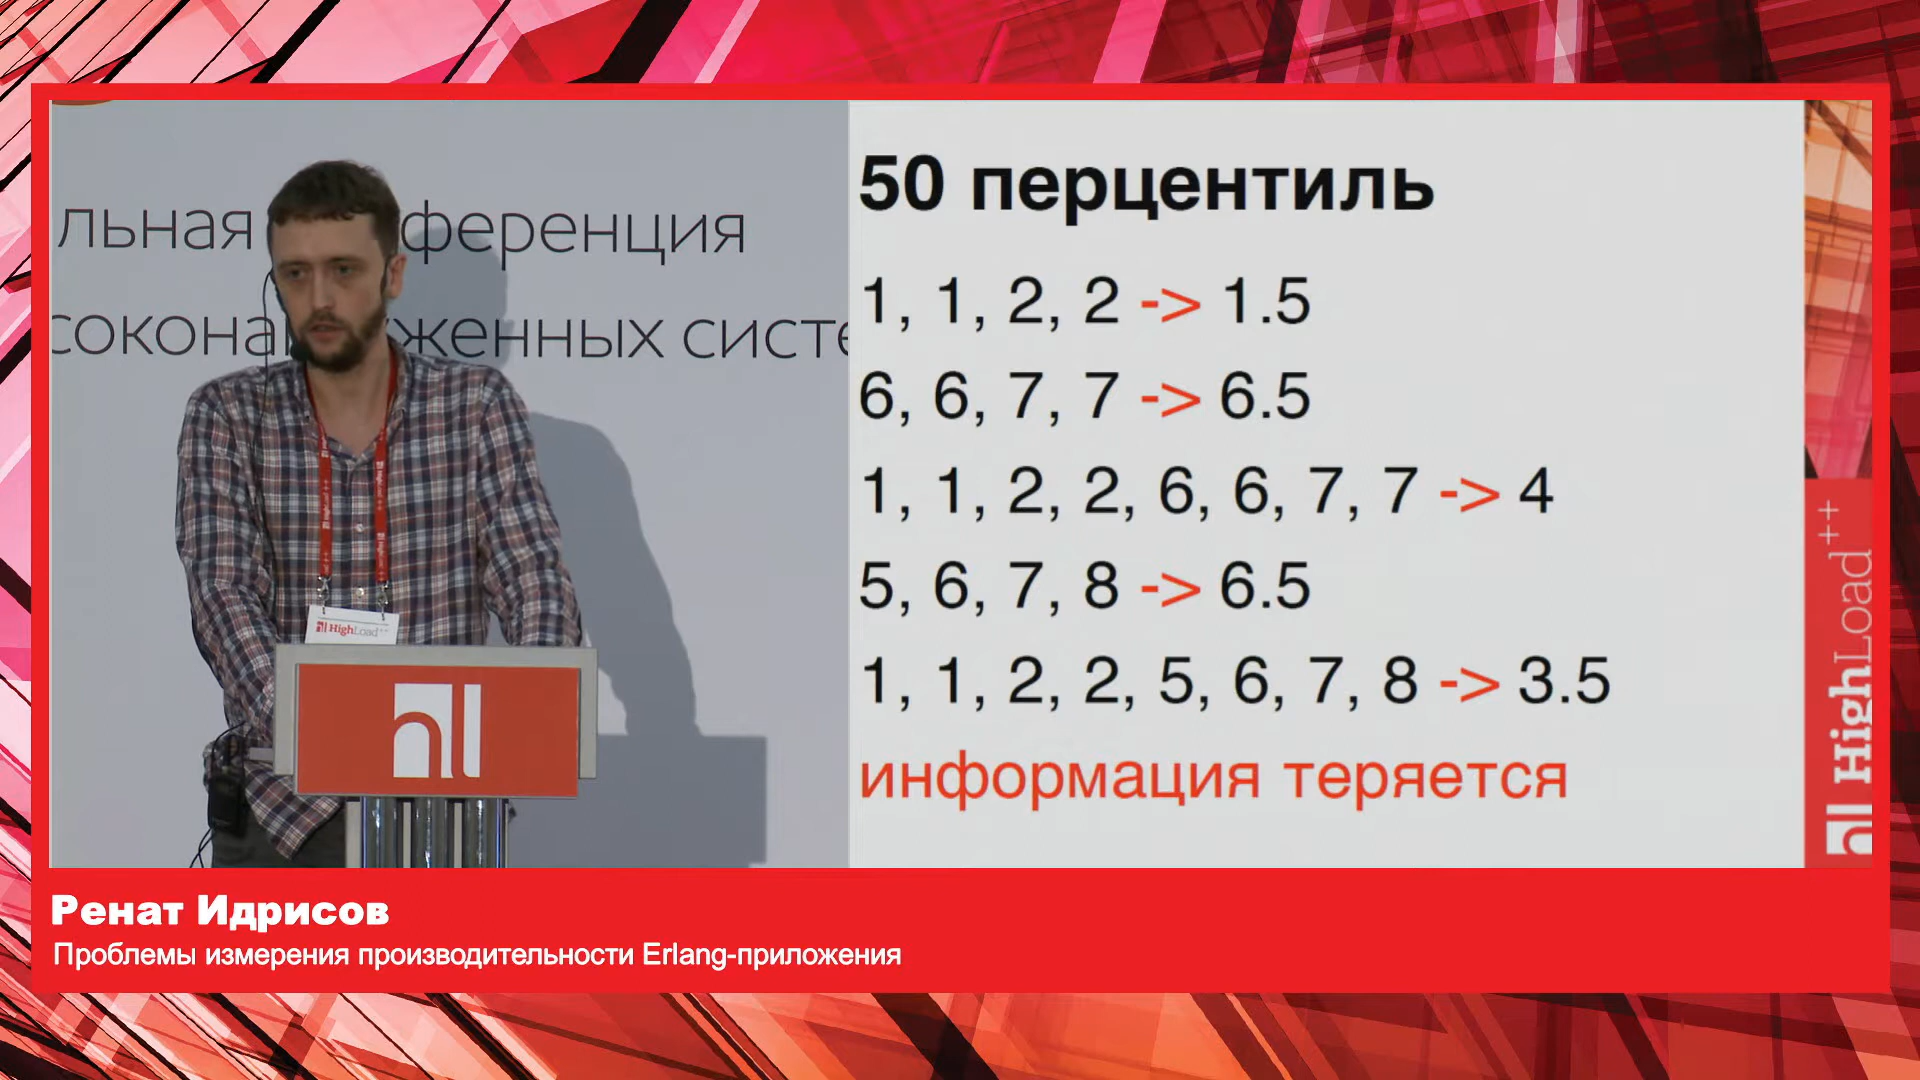 льная ференция
сокона женных систе
HighLoad++
50 перцентиль
1, 1, 2, 2 -> 1.5
6, 6, 7, 7 -> 6.5
1, 1, 2, 2, 6, 6, 7, 7 -> 4
5, 6, 7, 8 -> 6.5
1, 1, 2, 2, 5, 6, 7, 8 -> 3.5
информация теряется
HighLoad++
Ренат Идрисов
Проблемы измерения производительности Erlang-приложения